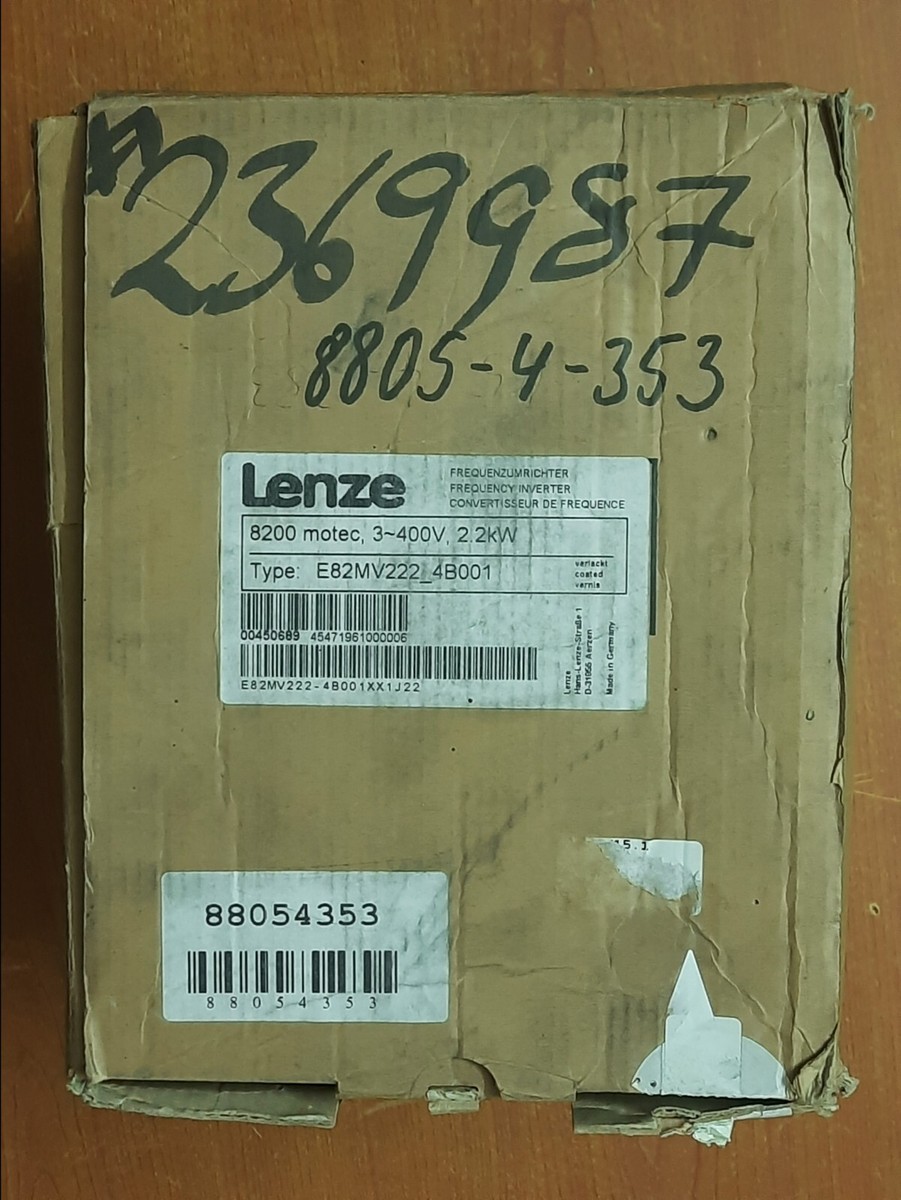 #2369987
8805-4-353
Lenze
FREQUENZUMRICHTER
FREQUENCY INVERTER
CONVERTISSEUR DE FREQUENCE
8200 motec, 3~400V, 2.2kW
Type: E82MV222_4B001
verlackt
coated
vernis
00450689 45471961000006
E82MV222-4B001XX1J22
Lenze
Hans-Lenze-Straße 1
D-31855 Aerzen
Made in Germany
15.1
88054353
88054353